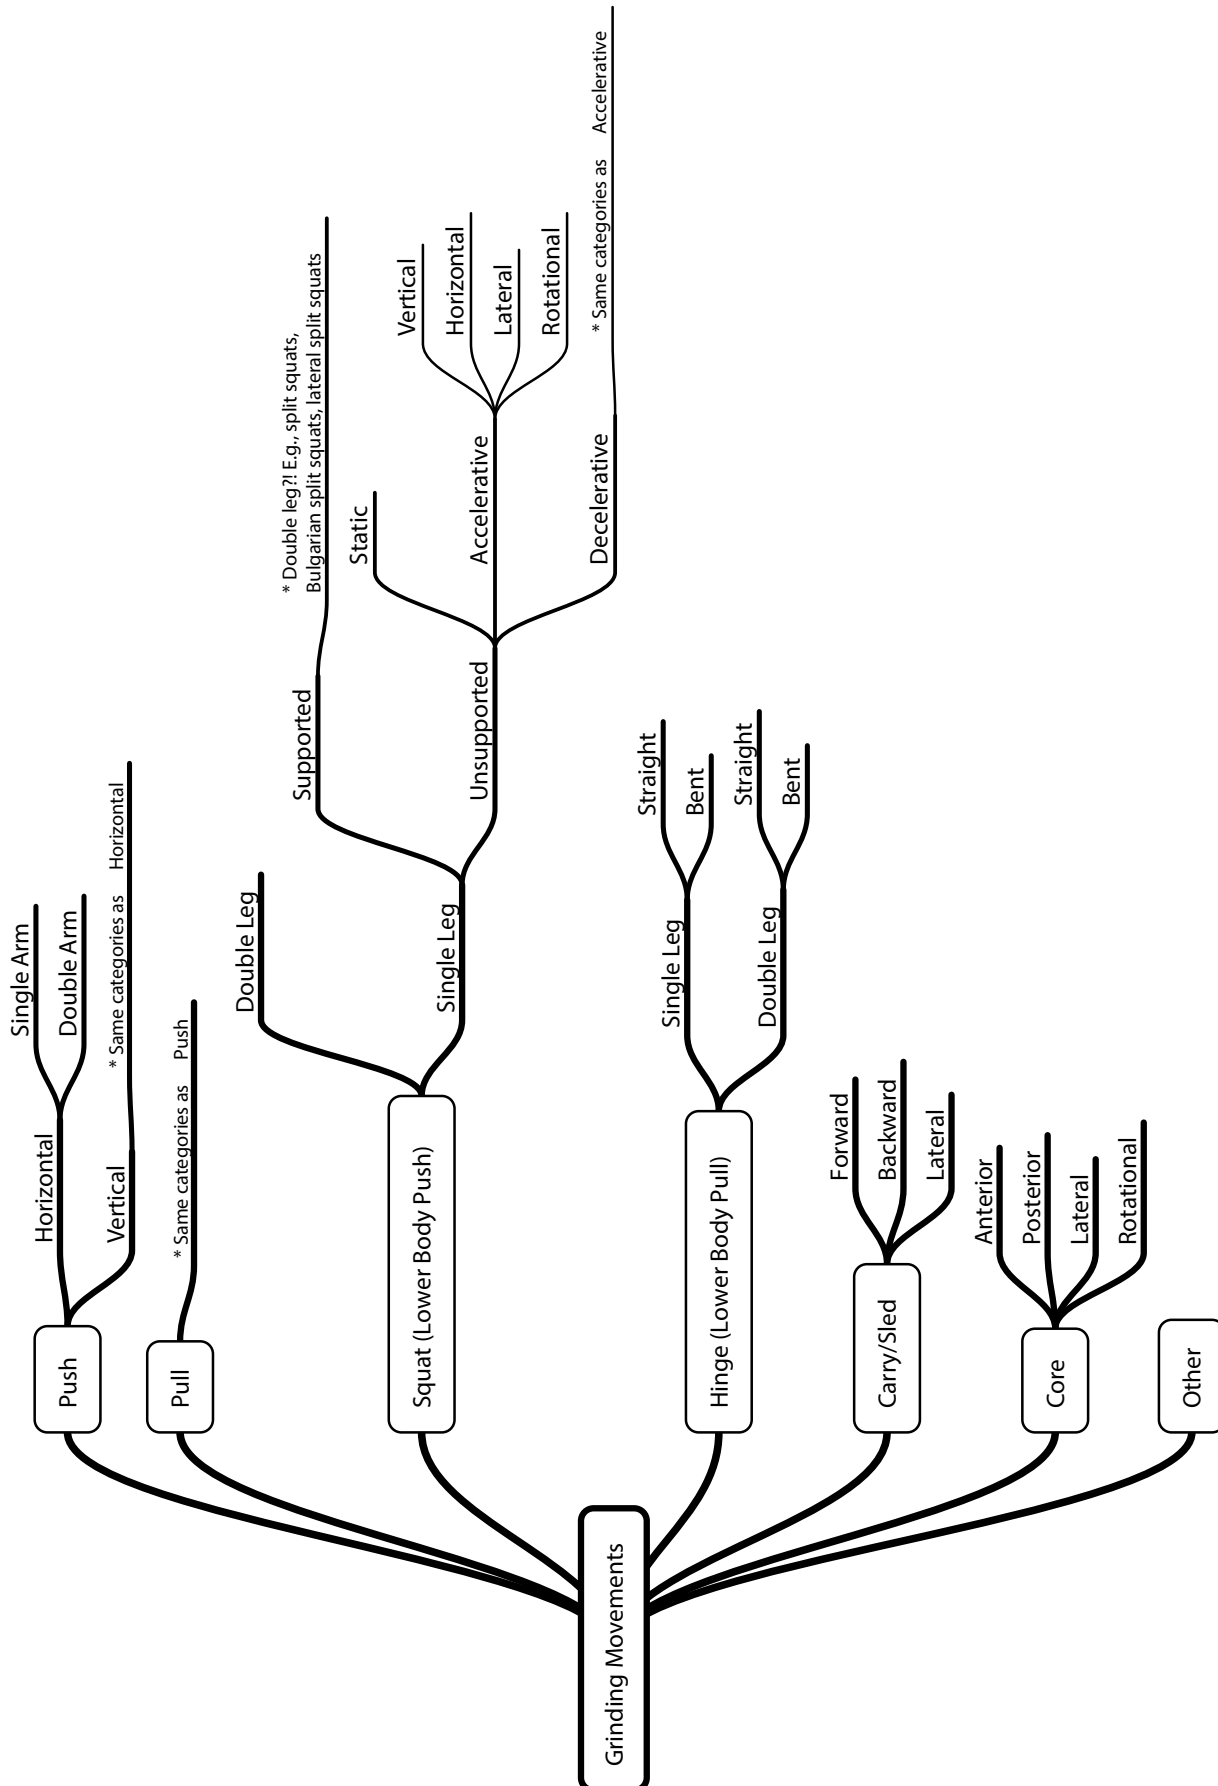 Grinding Movements
Push
Horizontal
Single Arm
Double Arm
Vertical
* Same categories as Horizontal
Pull
* Same categories as Push
Squat (Lower Body Push)
Double Leg
Single Leg
Supported
* Double leg?! E.g., split squats,
Bulgarian split squats, lateral split squats
Unsupported
Static
Accelerative
Vertical
Horizontal
Lateral
Rotational
Decelerative
* Same categories as Accelerative
Hinge (Lower Body Pull)
Single Leg
Straight
Bent
Double Leg
Straight
Bent
Carry/Sled
Forward
Backward
Lateral
Core
Anterior
Posterior
Lateral
Rotational
Other